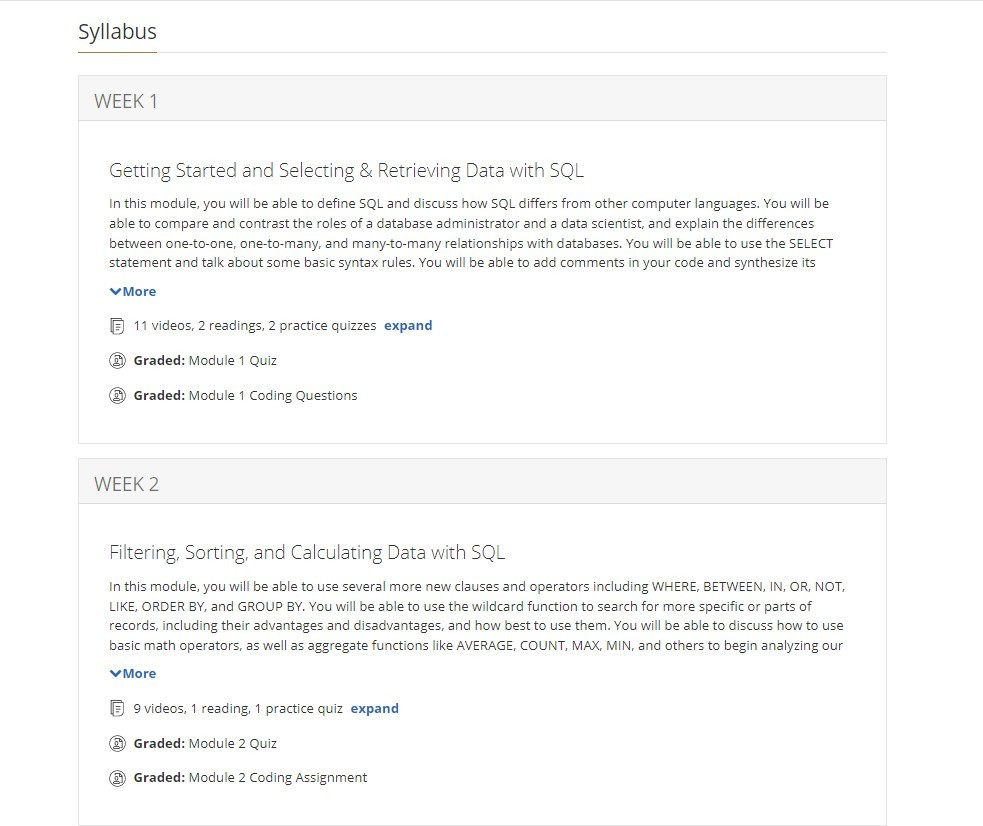 Syllabus
WEEK 1
Getting Started and Selecting & Retrieving Data with SQL
In this module, you will be able to define SQL and discuss how SQL differs from other computer languages. You will be
able to compare and contrast the roles of a database administrator and a data scientist, and explain the differences
between one-to-one, one-to-many, and many-to-many relationships with databases. You will be able to use the SELECT
statement and talk about some basic syntax rules. You will be able to add comments in your code and synthesize its
More
11 videos, 2 readings, 2 practice quizzes expand
Graded: Module 1 Quiz
Graded: Module 1 Coding Questions
WEEK 2
Filtering, Sorting, and Calculating Data with SQL
In this module, you will be able to use several more new clauses and operators including WHERE, BETWEEN, IN, OR, NOT,
LIKE, ORDER BY, and GROUP BY. You will be able to use the wildcard function to search for more specific or parts of
records, including their advantages and disadvantages, and how best to use them. You will be able to discuss how to use
basic math operators, as well as aggregate functions like AVERAGE, COUNT, MAX, MIN, and others to begin analyzing our
More
9 videos, 1 reading, 1 practice quiz expand
Graded: Module 2 Quiz
Graded: Module 2 Coding Assignment